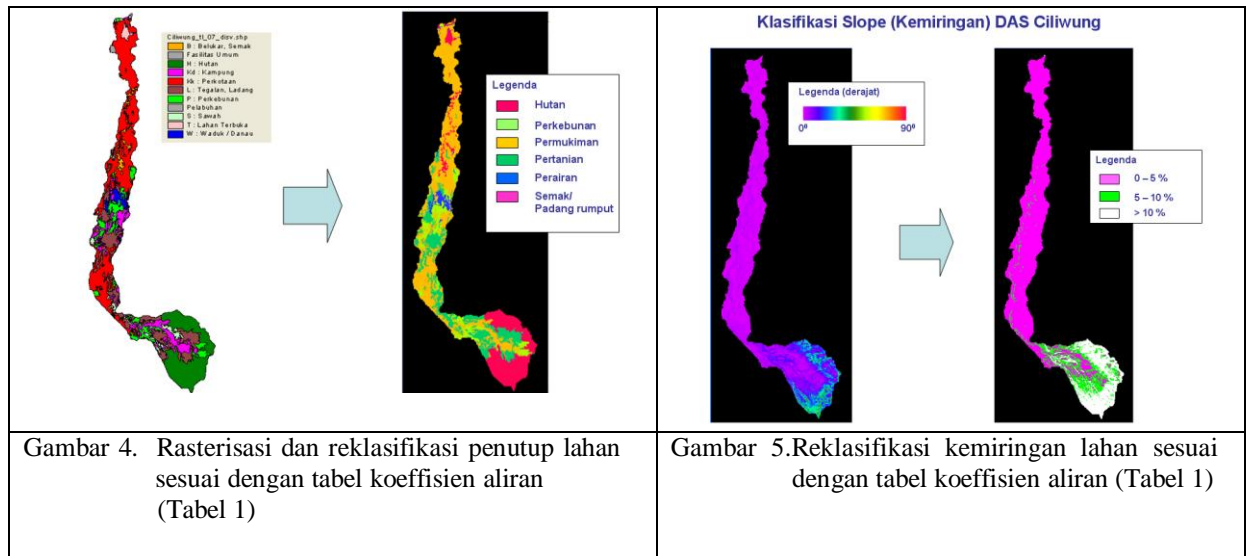 Ciliwung_tl_07_disv.shp
B : Belukar, Semak
Fasilitas Umum
H : Hutan
Kd : Kampung
Kk : Perkotaan
L : Tegalan, Ladang
P : Perkebunan
Pelabuhan
S : Sawah
T : Lahan Terbuka
W : Waduk / Danau
Legenda
Hutan
Perkebunan
Permukiman
Pertanian
Perairan
Semak/
Padang rumput
Gambar 4. Rasterisasi dan reklasifikasi penutup lahan
sesuai dengan tabel koeffisien aliran
(Tabel 1)
Klasifikasi Slope (Kemiringan) DAS Ciliwung
Legenda (derajat)
0° 90°
Legenda
0 – 5 %
5 – 10 %
> 10 %
Gambar 5.Reklasifikasi kemiringan lahan sesuai
dengan tabel koeffisien aliran (Tabel 1)